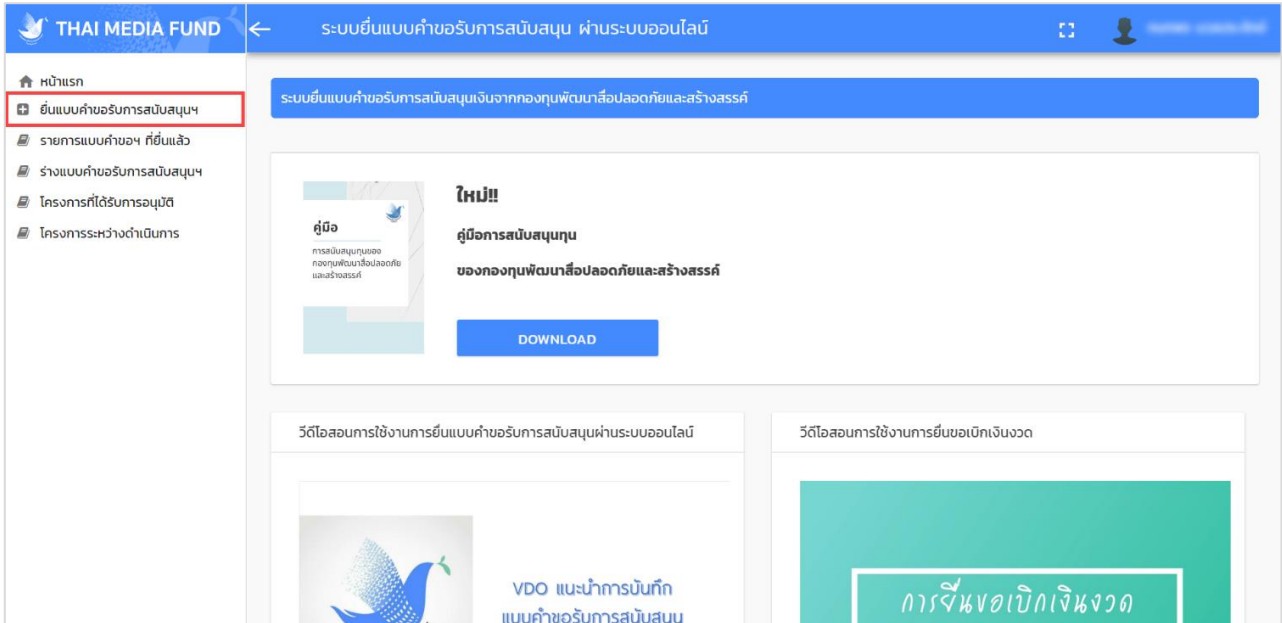 THAI MEDIA FUND
ระบบยื่นแบบคำขอรับการสนับสนุน ผ่านระบบออนไลน์
หน้าแรก
ยื่นแบบคำขอรับการสนับสนุนฯ
รายการแบบคำขอฯ ที่ยื่นแล้ว
ร่างแบบคำขอรับการสนับสนุนฯ
โครงการที่ได้รับการอนุมัติ
โครงการระหว่างดำเนินการ
ระบบยื่นแบบคำขอรับการสนับสนุนเงินจากกองทุนพัฒนาสื่อปลอดภัยและสร้างสรรค์
คู่มือ
การสนับสนุนทุนของ
กองทุนพัฒนาสื่อปลอดภัย
และสร้างสรรค์
ใหม่!!
คู่มือการสนับสนุนทุน
ของกองทุนพัฒนาสื่อปลอดภัยและสร้างสรรค์
DOWNLOAD
วีดีโอสอนการใช้งานการยื่นแบบคำขอรับการสนับสนุนผ่านระบบออนไลน์
VDO แนะนำการบันทึก
แบบคำขอรับการสนับสนุน
วีดีโอสอนการใช้งานการยื่นขอเบิกเงินงวด
การยื่นขอเบิกเงินงวด